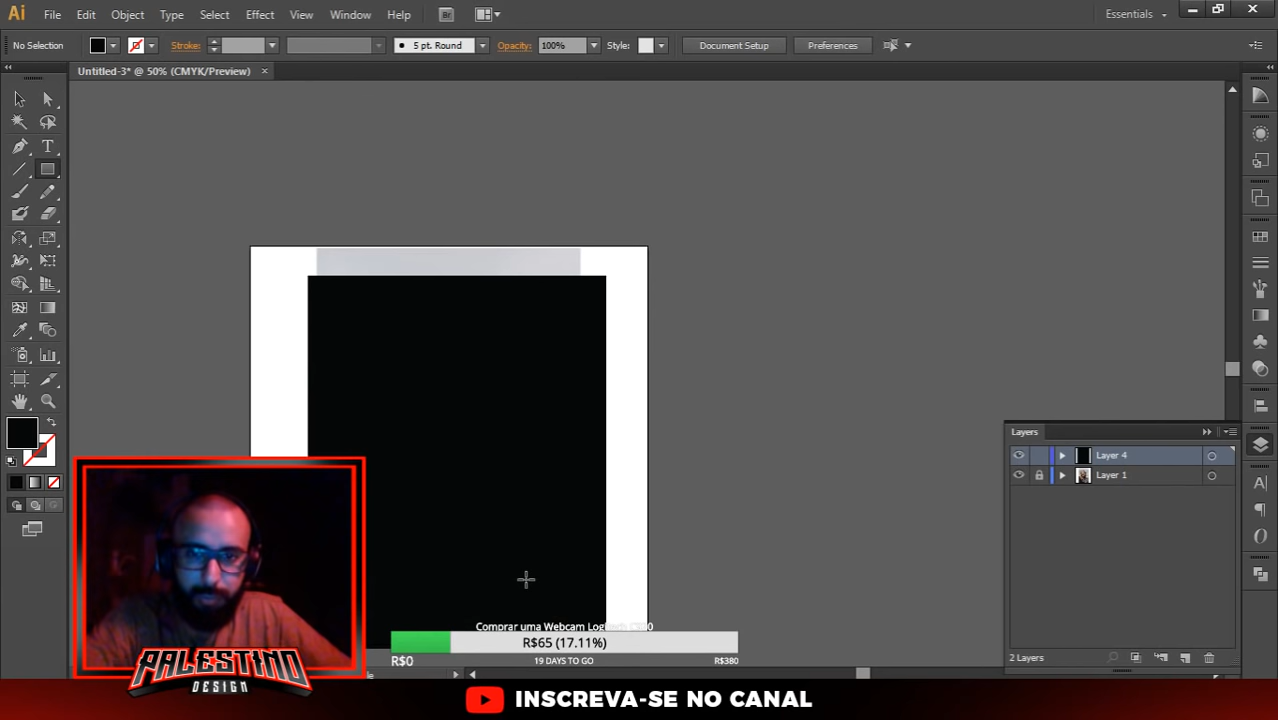 Ai File Edit Object Type Select Effect View Window Help Br Essentials
No Selection Stroke: 5 pt. Round Opacity: 100% Style: Document Setup Preferences
Untitled-3* @ 50% (CMYK/Preview)
Layers
Layer 4
Layer 1
Comprar uma Webcam
R$65 (17.11%)
R$0 19 DAYS TO GO R$380
2 Layers
PALESTINO
DESIGN
INSCREVA-SE NO CANAL